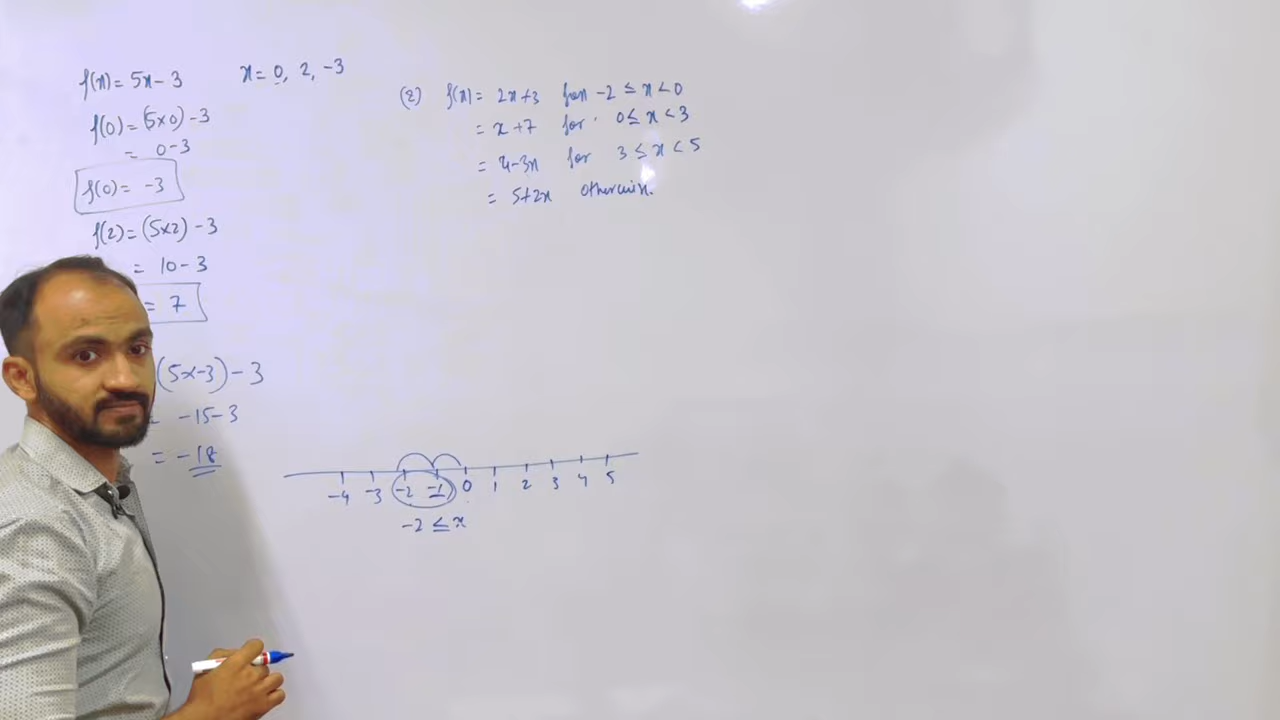 f(x) = 5x - 3   x = 0, 2, -3
f(0) = (5×0) - 3
= 0 - 3
f(0) = -3
f(2) = (5×2) - 3
= 10 - 3
= 7
(5×-3) - 3
= -15 - 3
= -18
(2) f(x) = 2x+3 for -2 ≤ x < 0
= x+7 for 0 ≤ x < 3
= 4-3x for 3 ≤ x < 5
= 5+2x otherwise.
-4 -3 -2 -1 0 1 2 3 4 5
-2 ≤ x